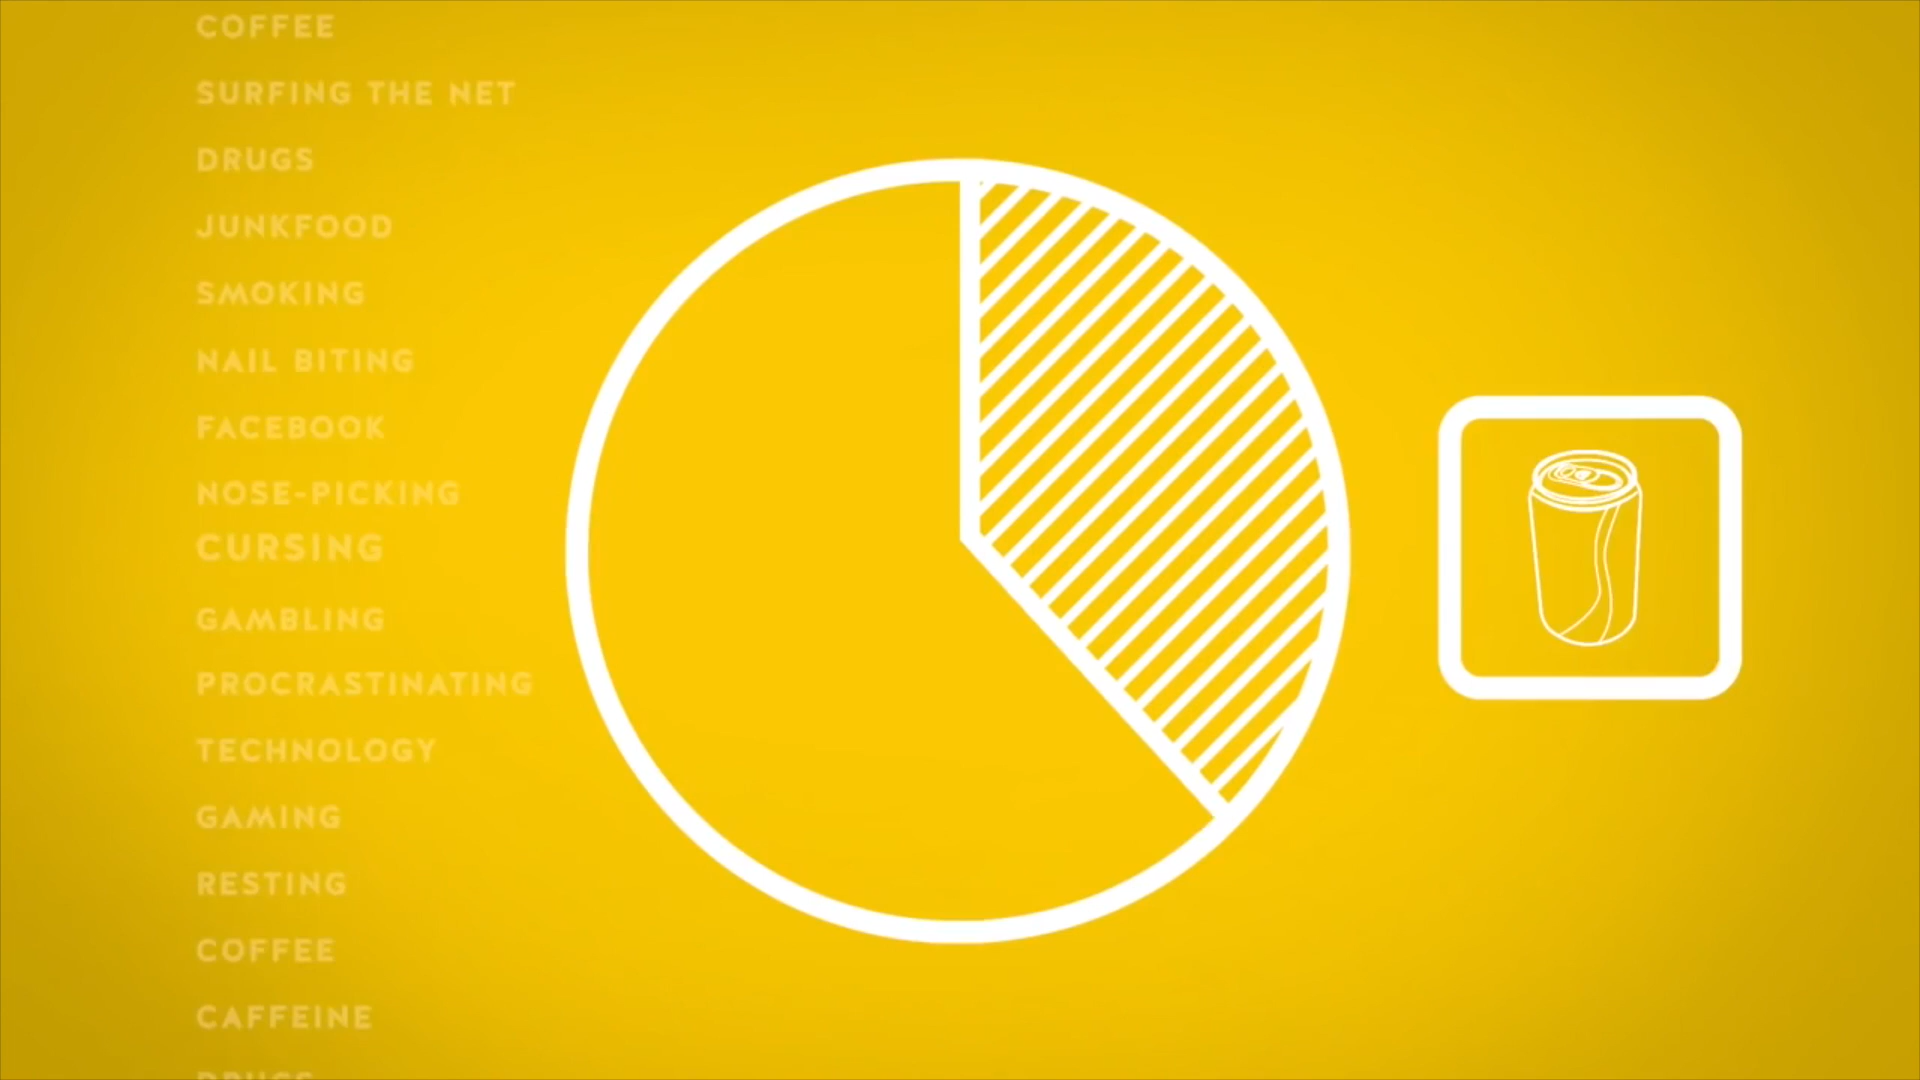 COFFEE
SURFING THE NET
DRUGS
JUNKFOOD
SMOKING
NAIL BITING
FACEBOOK
NOSE-PICKING
CURSING
GAMBLING
PROCRASTINATING
TECHNOLOGY
GAMING
RESTING
COFFEE
CAFFEINE
DRUGS